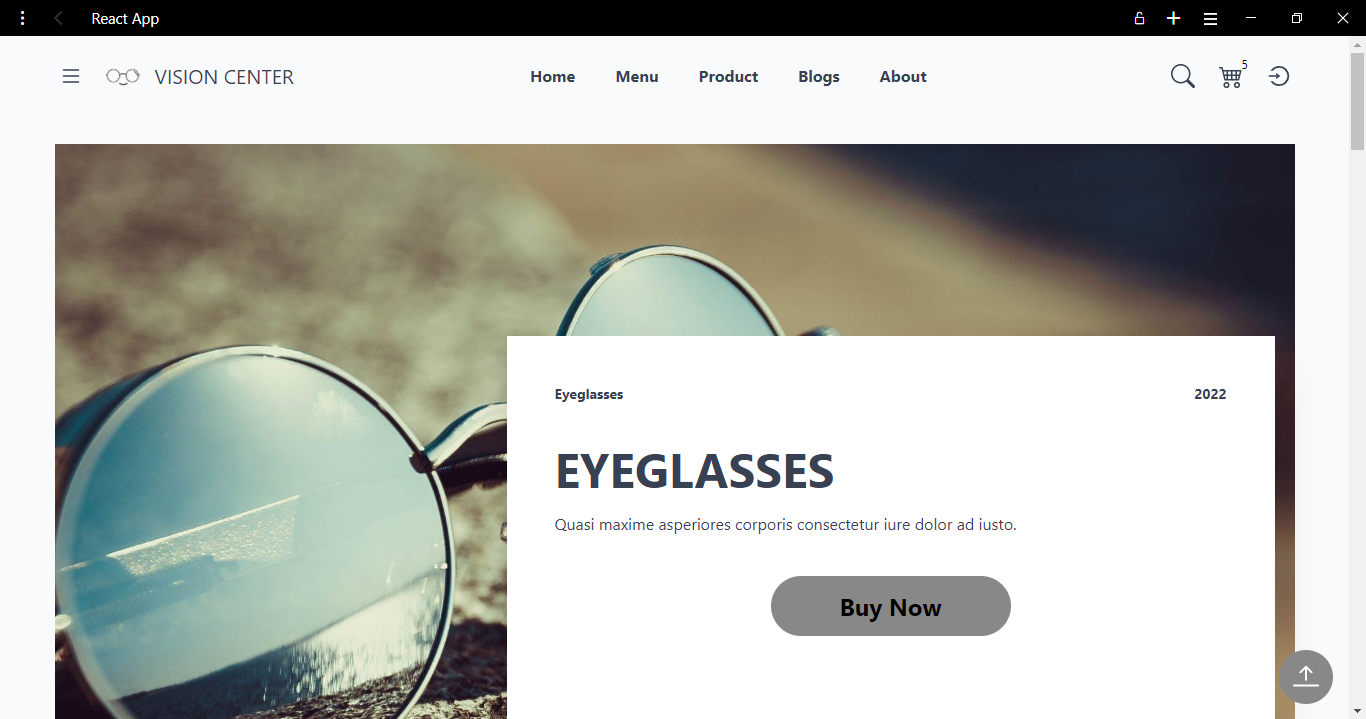 React App
VISION CENTER
Home Menu Product Blogs About
5
Eyeglasses 2022
EYEGLASSES
Quasi maxime asperiores corporis consectetur iure dolor ad iusto.
Buy Now